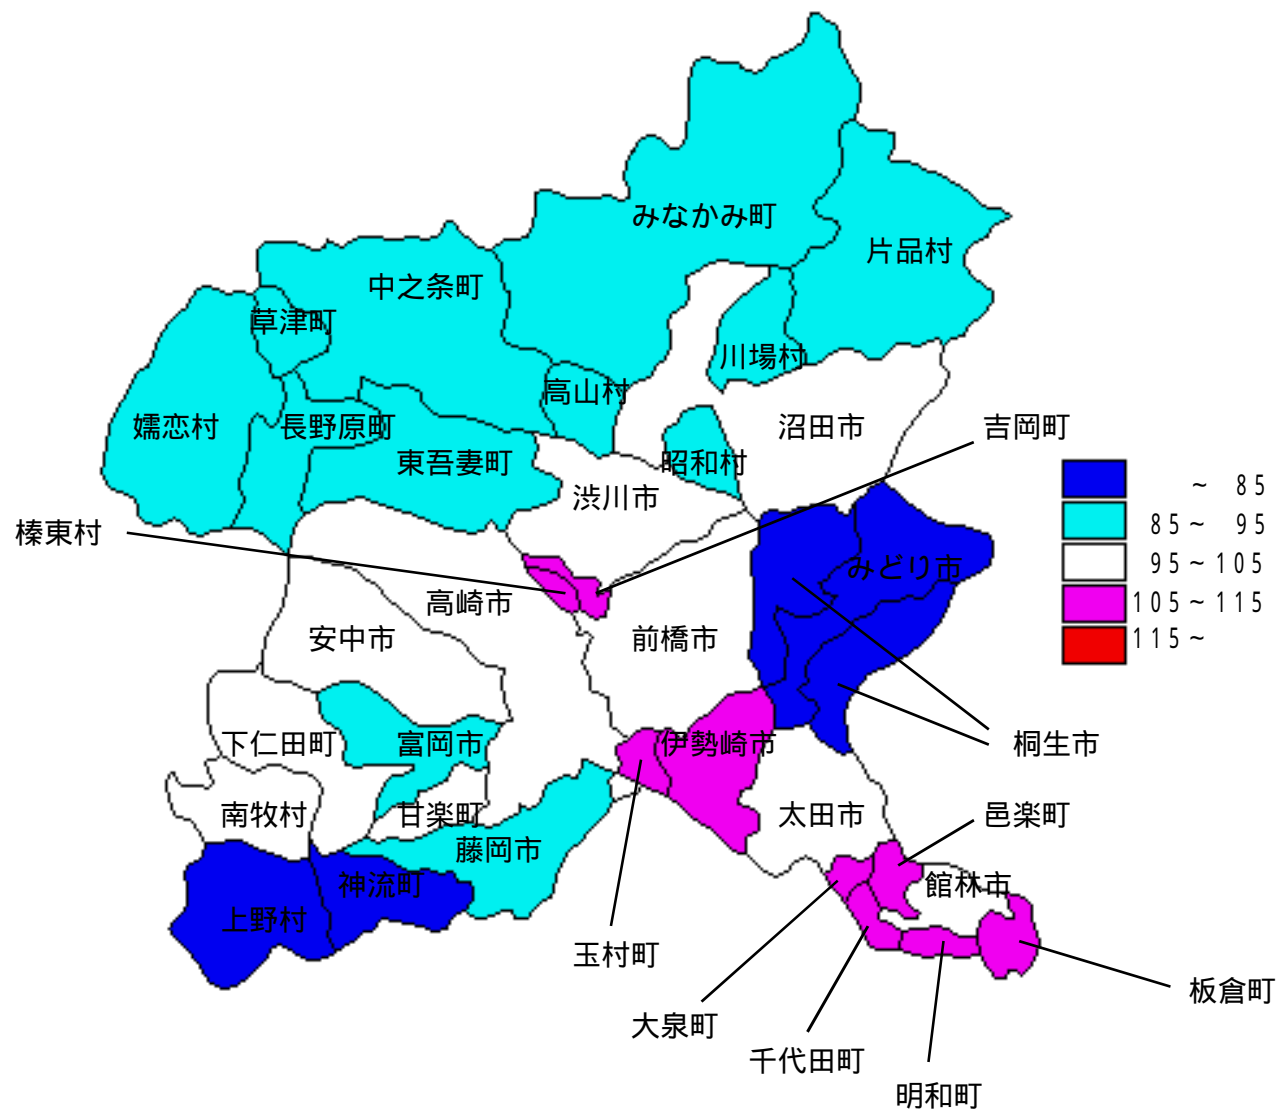 みなかみ町
片品村
中之条町
草津町
川場村
高山村
嬬恋村
長野原町
沼田市
吉岡町
東吾妻町
昭和村
渋川市
~ 85
85~ 95
95~105
105~115
115~
榛東村
みどり市
高崎市
安中市
前橋市
下仁田町
富岡市
伊勢崎市
桐生市
南牧村
甘楽町
太田市
邑楽町
藤岡市
神流町
館林市
上野村
玉村町
板倉町
大泉町
千代田町
明和町